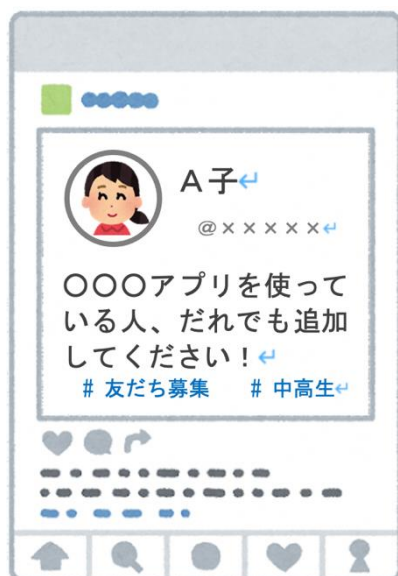 A子
@×××××
〇〇〇アプリを使って
いる人、だれでも追加
してください！
# 友だち募集　# 中高生